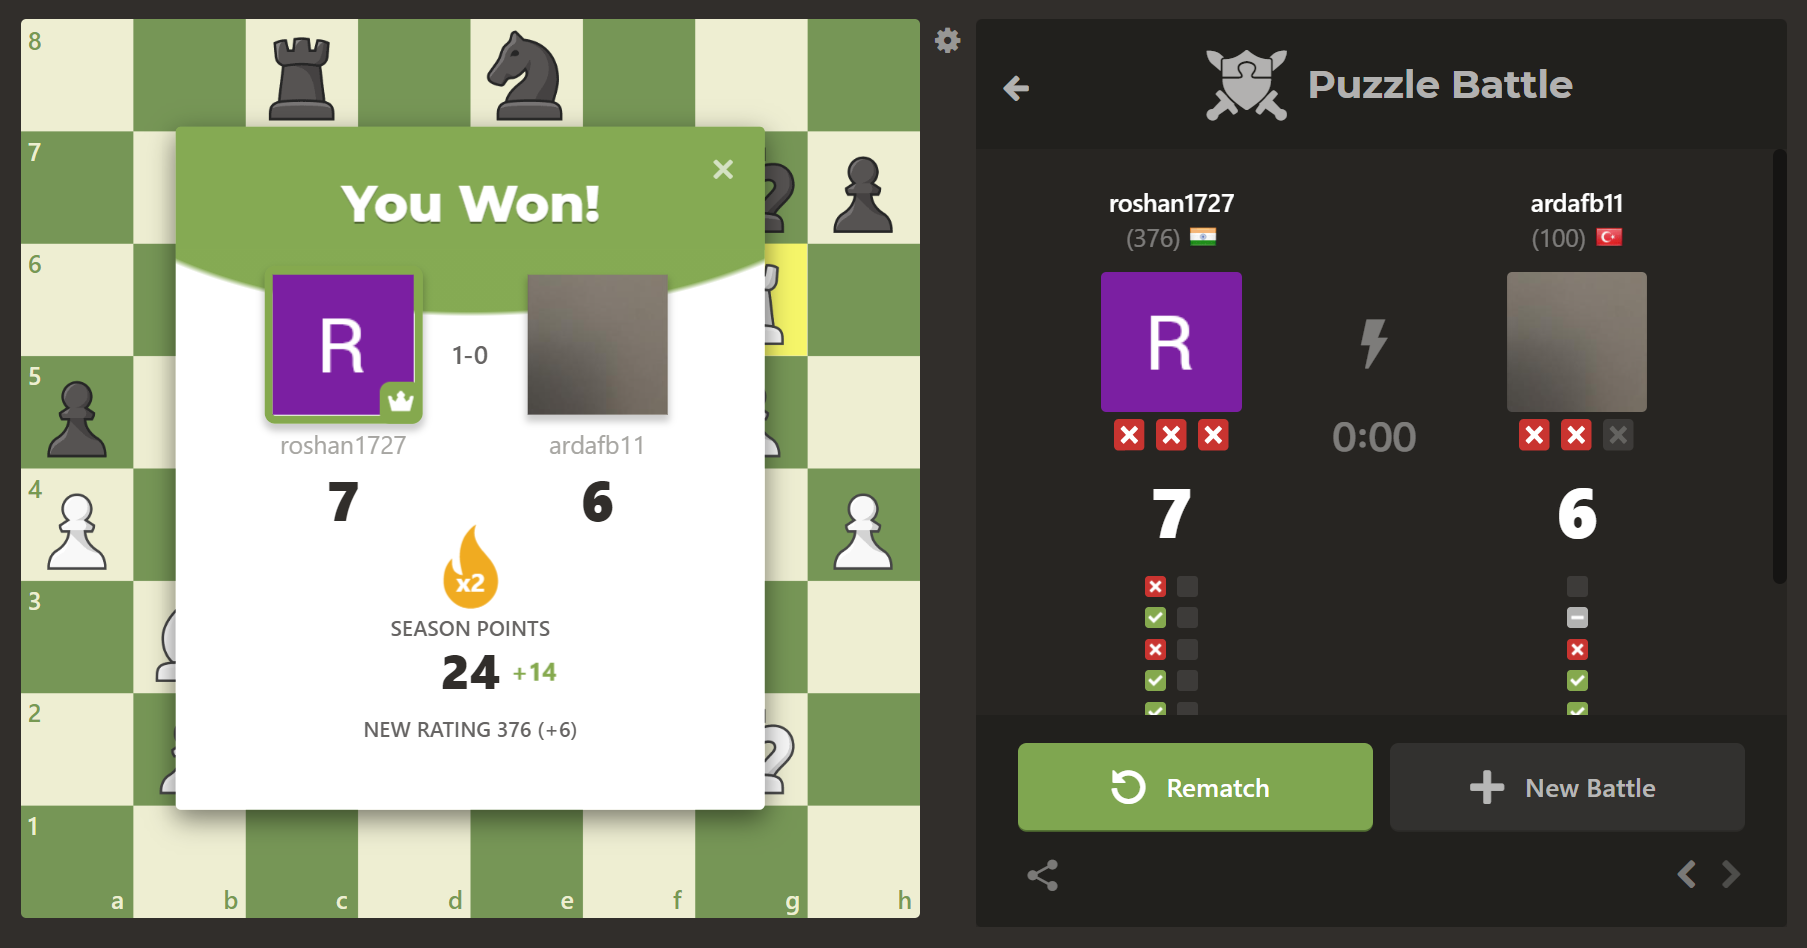 8
7
6
5
4
3
2
1
a b c d e f g h
You Won!
R
1-0
roshan1727
ardafb11
7
6
x2
SEASON POINTS
24 +14
NEW RATING 376 (+6)
Puzzle Battle
roshan1727
(376)
ardafb11
(100)
R
0:00
7
6
Rematch
New Battle